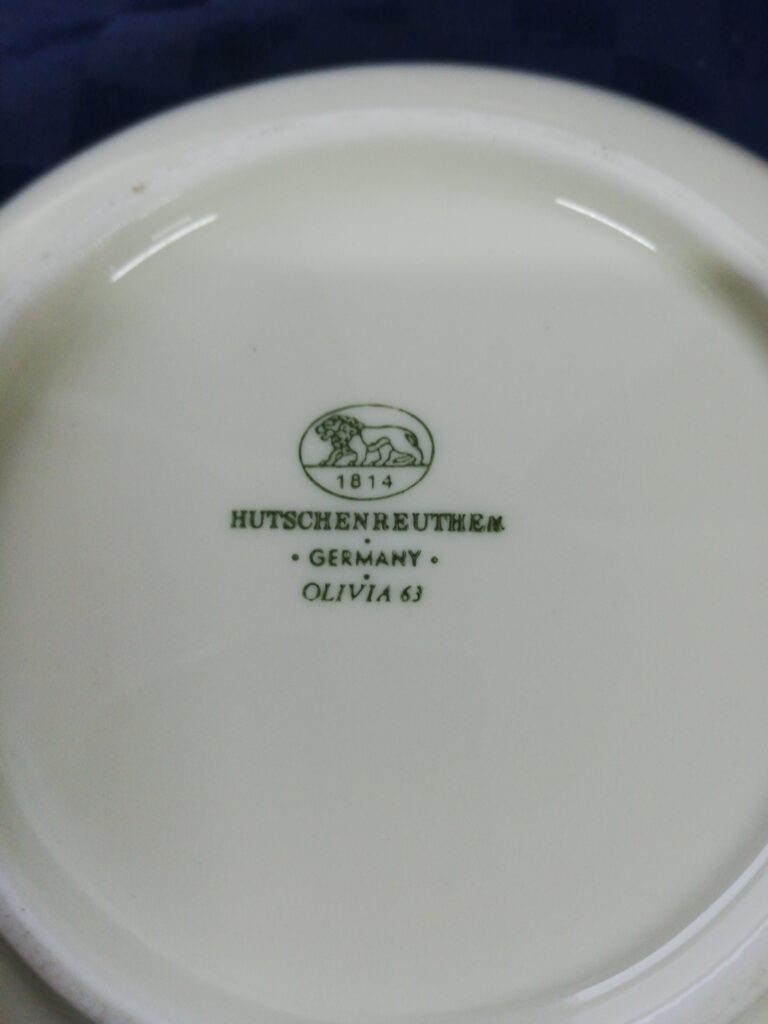 1814
HUTSCHENREUTHER
• GERMANY •
OLIVIA 63